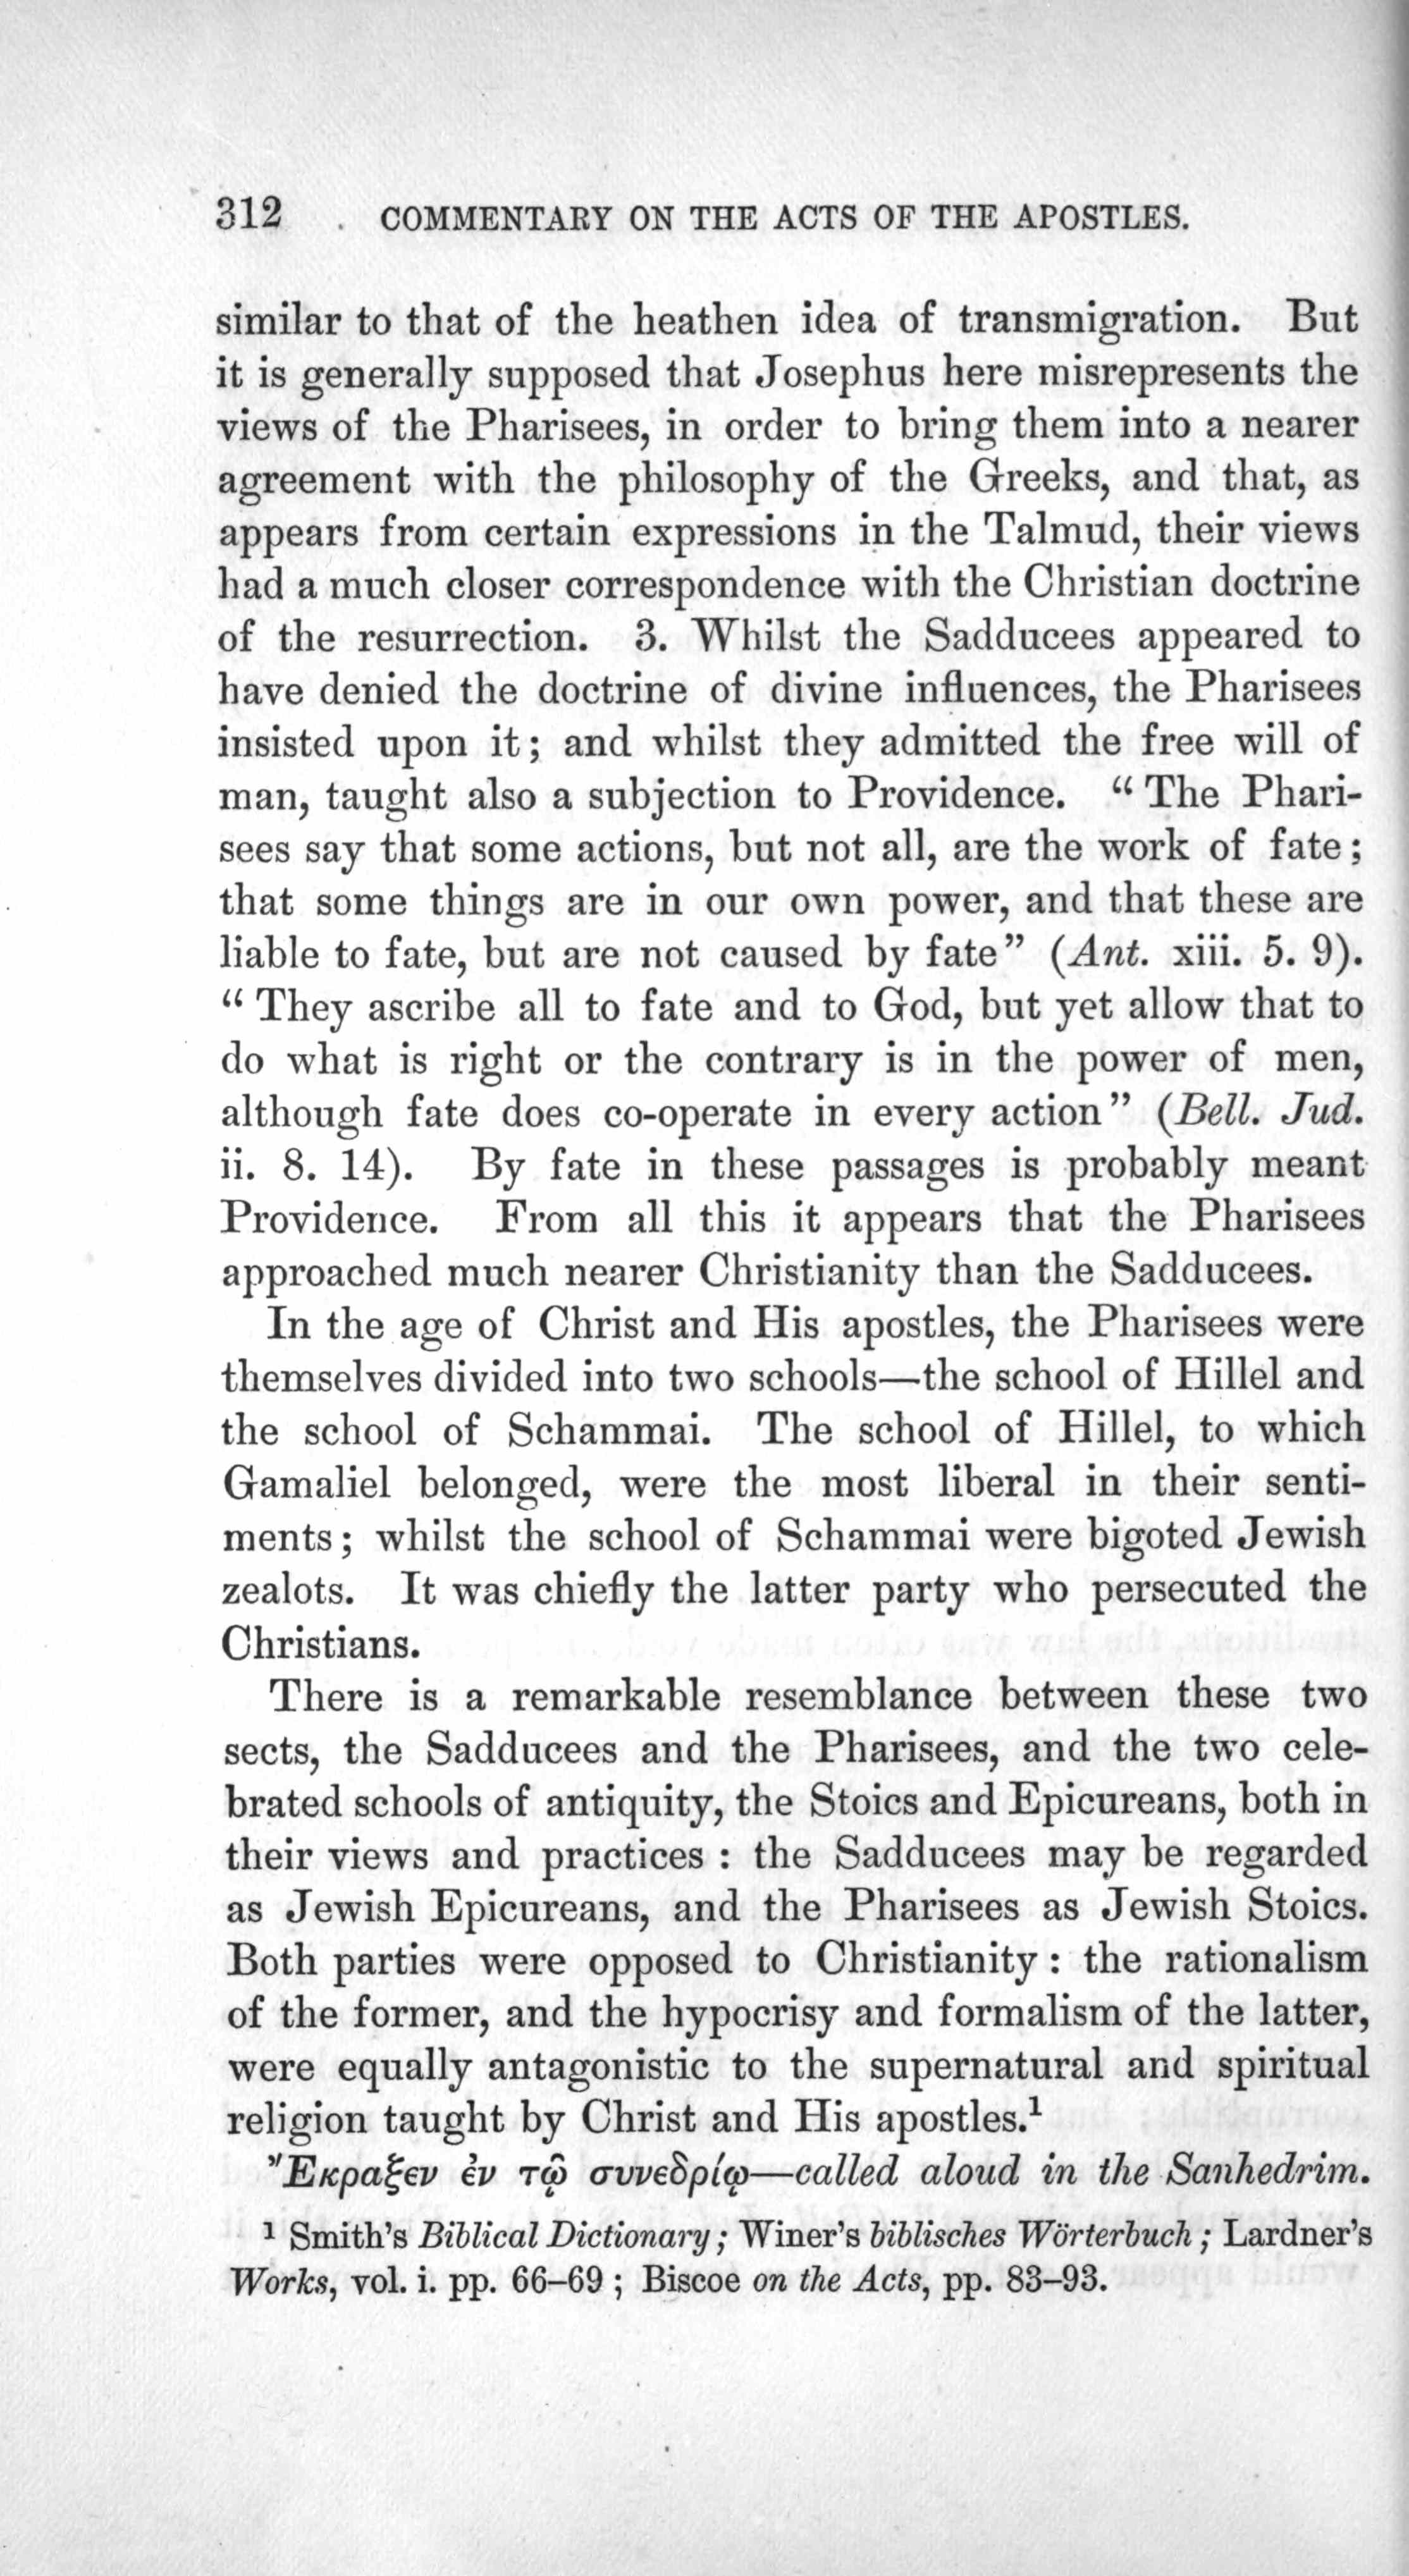 312 COMMENTARY ON THE ACTS OF THE APOSTLES.
similar to that of the heathen idea of transmigration. But
it is generally supposed that Josephus here misrepresents the
views of the Pharisees, in order to bring them into a nearer
agreement with the philosophy of the Greeks, and that, as
appears from certain expressions in the Talmud, their views
had a much closer correspondence with the Christian doctrine
of the resurrection. 3. Whilst the Sadducees appeared to
have denied the doctrine of divine influences, the Pharisees
insisted upon it; and whilst they admitted the free will of
man, taught also a subjection to Providence. “The Phari-
sees say that some actions, but not all, are the work of fate;
that some things are in our own power, and that these are
liable to fate, but are not caused by fate” (Ant. xiii. 5. 9).
“They ascribe all to fate and to God, but yet allow that to
do what is right or the contrary is in the power of men,
although fate does co-operate in every action” (Bell. Jud.
ii. 8. 14). By fate in these passages is probably meant
Providence. From all this it appears that the Pharisees
approached much nearer Christianity than the Sadducees.
In the age of Christ and His apostles, the Pharisees were
themselves divided into two schools—the school of Hillel and
the school of Schammai. The school of Hillel, to which
Gamaliel belonged, were the most liberal in their senti-
ments; whilst the school of Schammai were bigoted Jewish
zealots. It was chiefly the latter party who persecuted the
Christians.
There is a remarkable resemblance between these two
sects, the Sadducees and the Pharisees, and the two cele-
brated schools of antiquity, the Stoics and Epicureans, both in
their views and practices : the Sadducees may be regarded
as Jewish Epicureans, and the Pharisees as Jewish Stoics.
Both parties were opposed to Christianity : the rationalism
of the former, and the hypocrisy and formalism of the latter,
were equally antagonistic to the supernatural and spiritual
religion taught by Christ and His apostles.¹
Ἔκραξεν ἐν τῷ συνεδρίῳ—called aloud in the Sanhedrim.
¹ Smith’s Biblical Dictionary; Winer’s biblisches Wörterbuch; Lardner’s
Works, vol. i. pp. 66–69; Biscoe on the Acts, pp. 83–93.